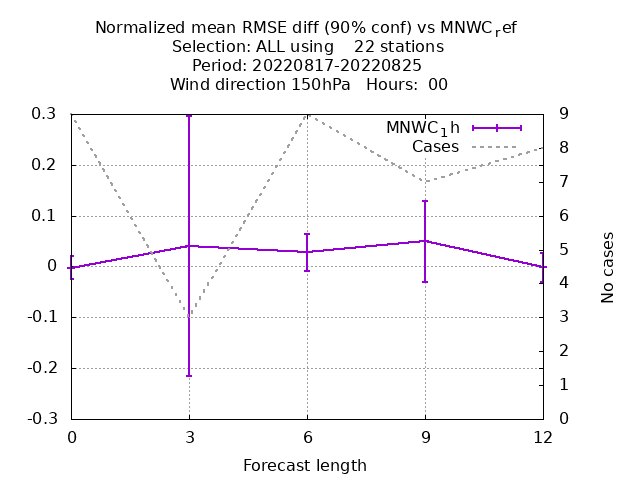 Normalized mean RMSE diff (90% conf) vs MNWCref
Selection: ALL using 22 stations
Period: 20220817-20220825
Wind direction 150hPa Hours: 00
0.3
0.2
0.1
0
-0.1
-0.2
-0.3
MNWC1h
Cases
9
8
7
6
5
4
3
2
1
0
No cases
0 3 6 9 12
Forecast length